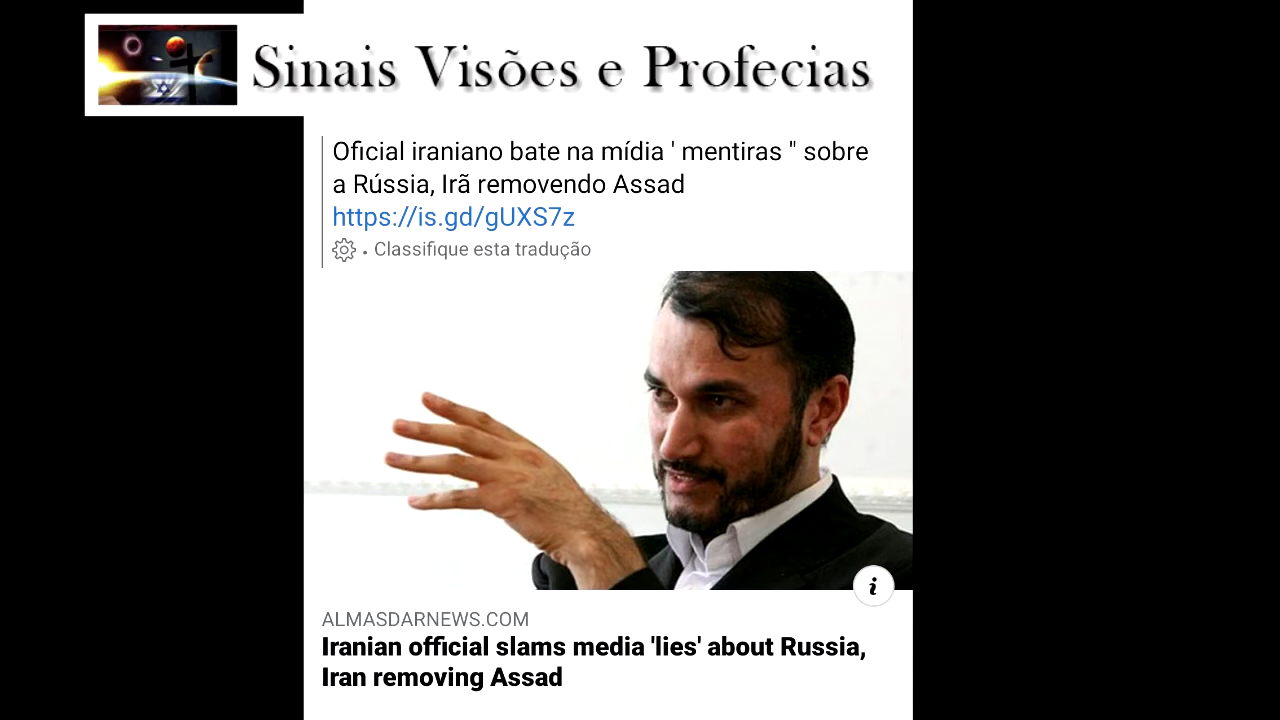 Sinais Visões e Profecias
Oficial iraniano bate na mídia ' mentiras " sobre
a Rússia, Irã removendo Assad
https://is.gd/gUXS7z
• Classifique esta tradução
i
ALMASDARNEWS.COM
Iranian official slams media 'lies' about Russia,
Iran removing Assad